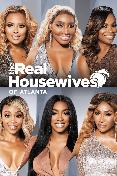 the Real
Housewives
OF ATLANTA